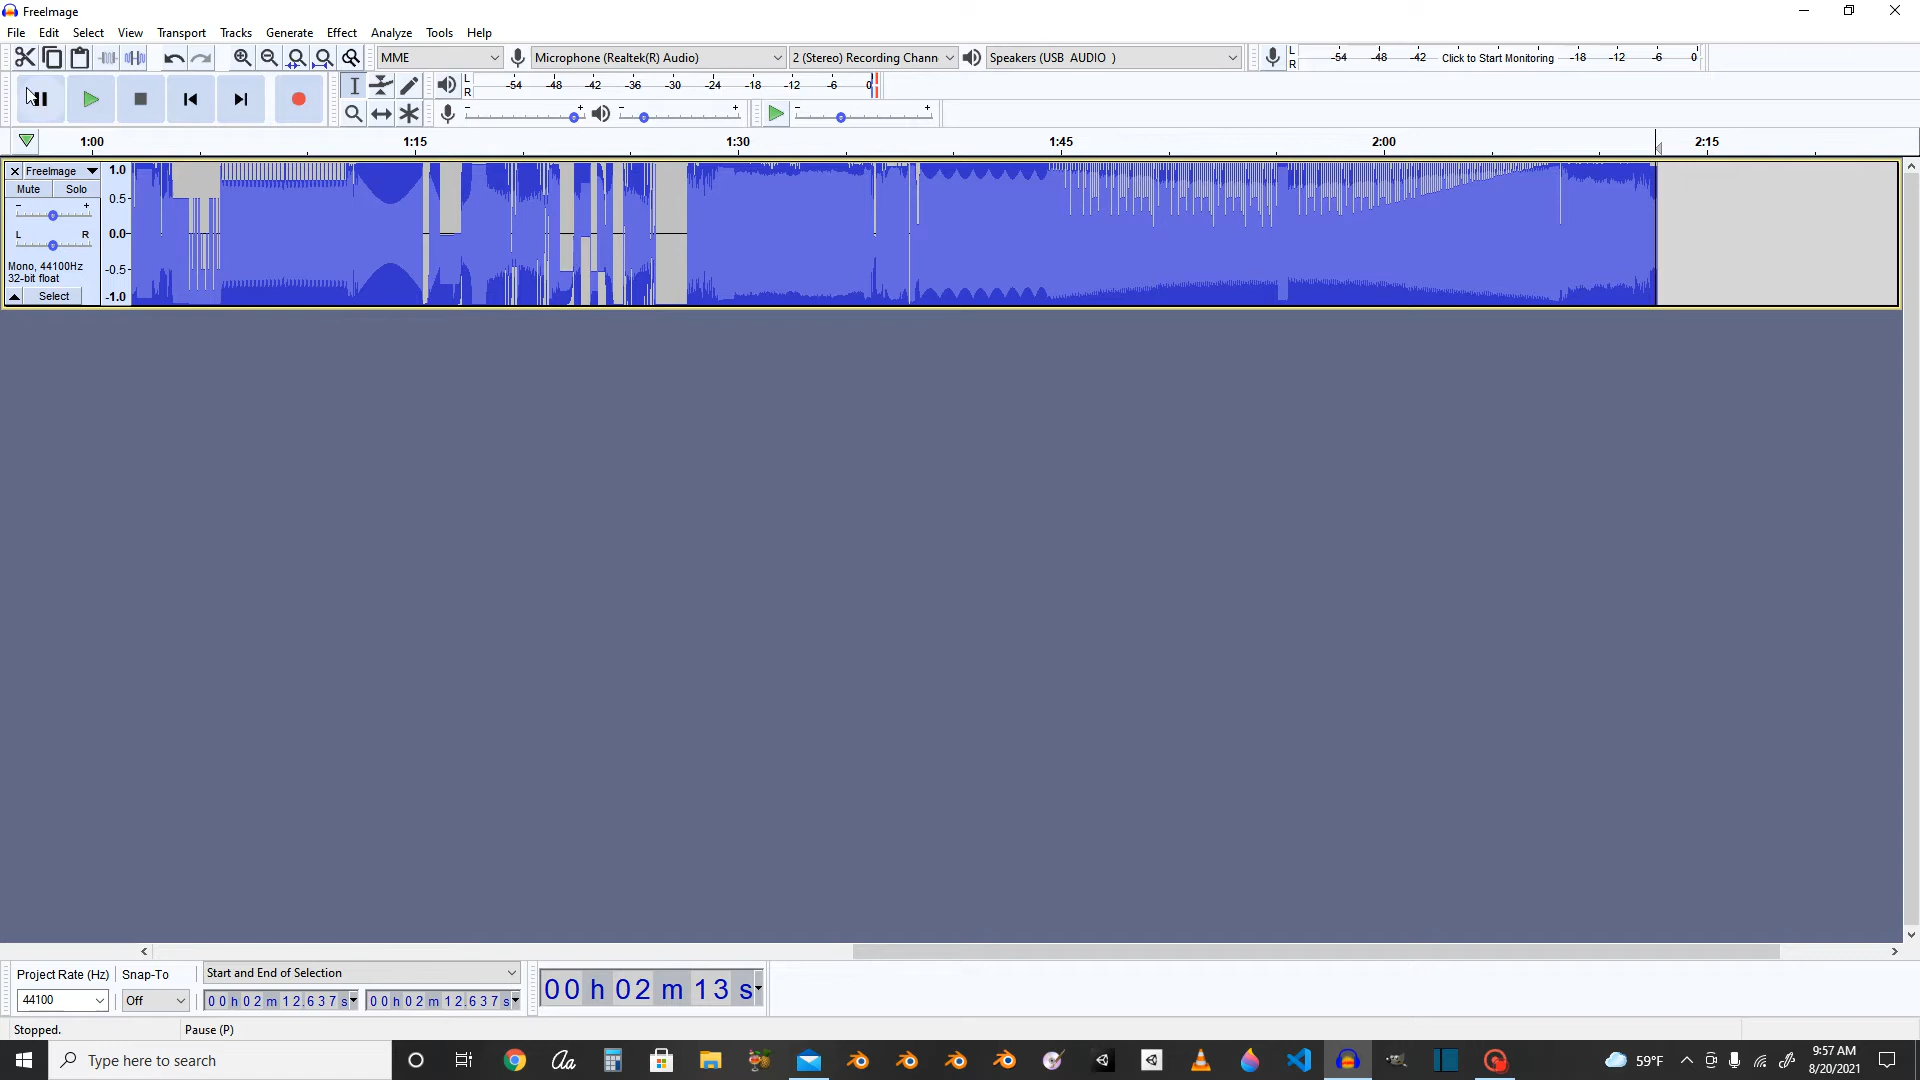 FreeImage
File Edit Select View Transport Tracks Generate Effect Analyze Tools Help
MME
Microphone (Realtek(R) Audio)
2 (Stereo) Recording Chann
Speakers (USB AUDIO )
L
R
-54 -48 -42 Click to Start Monitoring -18 -12 -6 0
L
R
-54 -48 -42 -36 -30 -24 -18 -12 -6 0
- +
- +
- +
1:00 1:15 1:30 1:45 2:00 2:15
FreeImage
Mute Solo
- +
L R
Mono, 44100Hz
32-bit float
Select
1.0
0.5
0.0
-0.5
-1.0
Project Rate (Hz) Snap-To Start and End of Selection
44100 Off 00 h 02 m 12.637 s 00 h 02 m 12.637 s
00 h 02 m 13 s
Stopped. Pause (P)
Type here to search
Aa
59°F
9:57 AM
8/20/2021